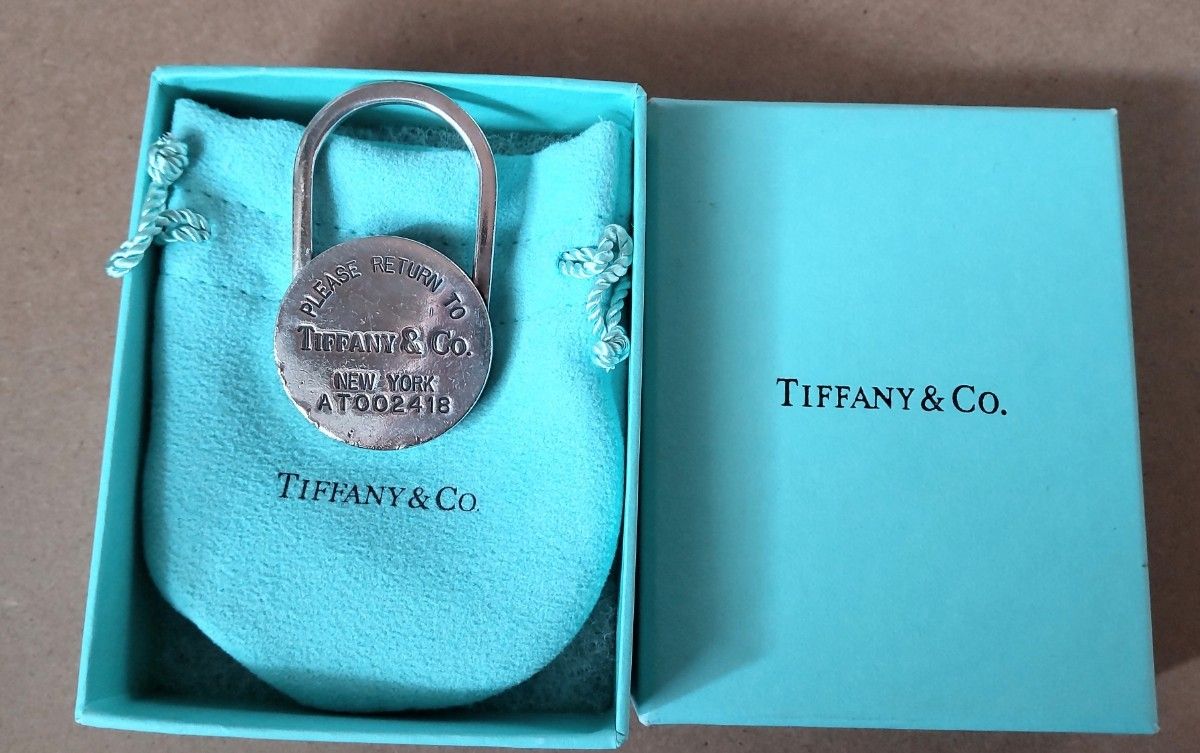 PLEASE RETURN TO
TIFFANY & CO.
NEW YORK
AT002418
TIFFANY & CO.
TIFFANY & CO.